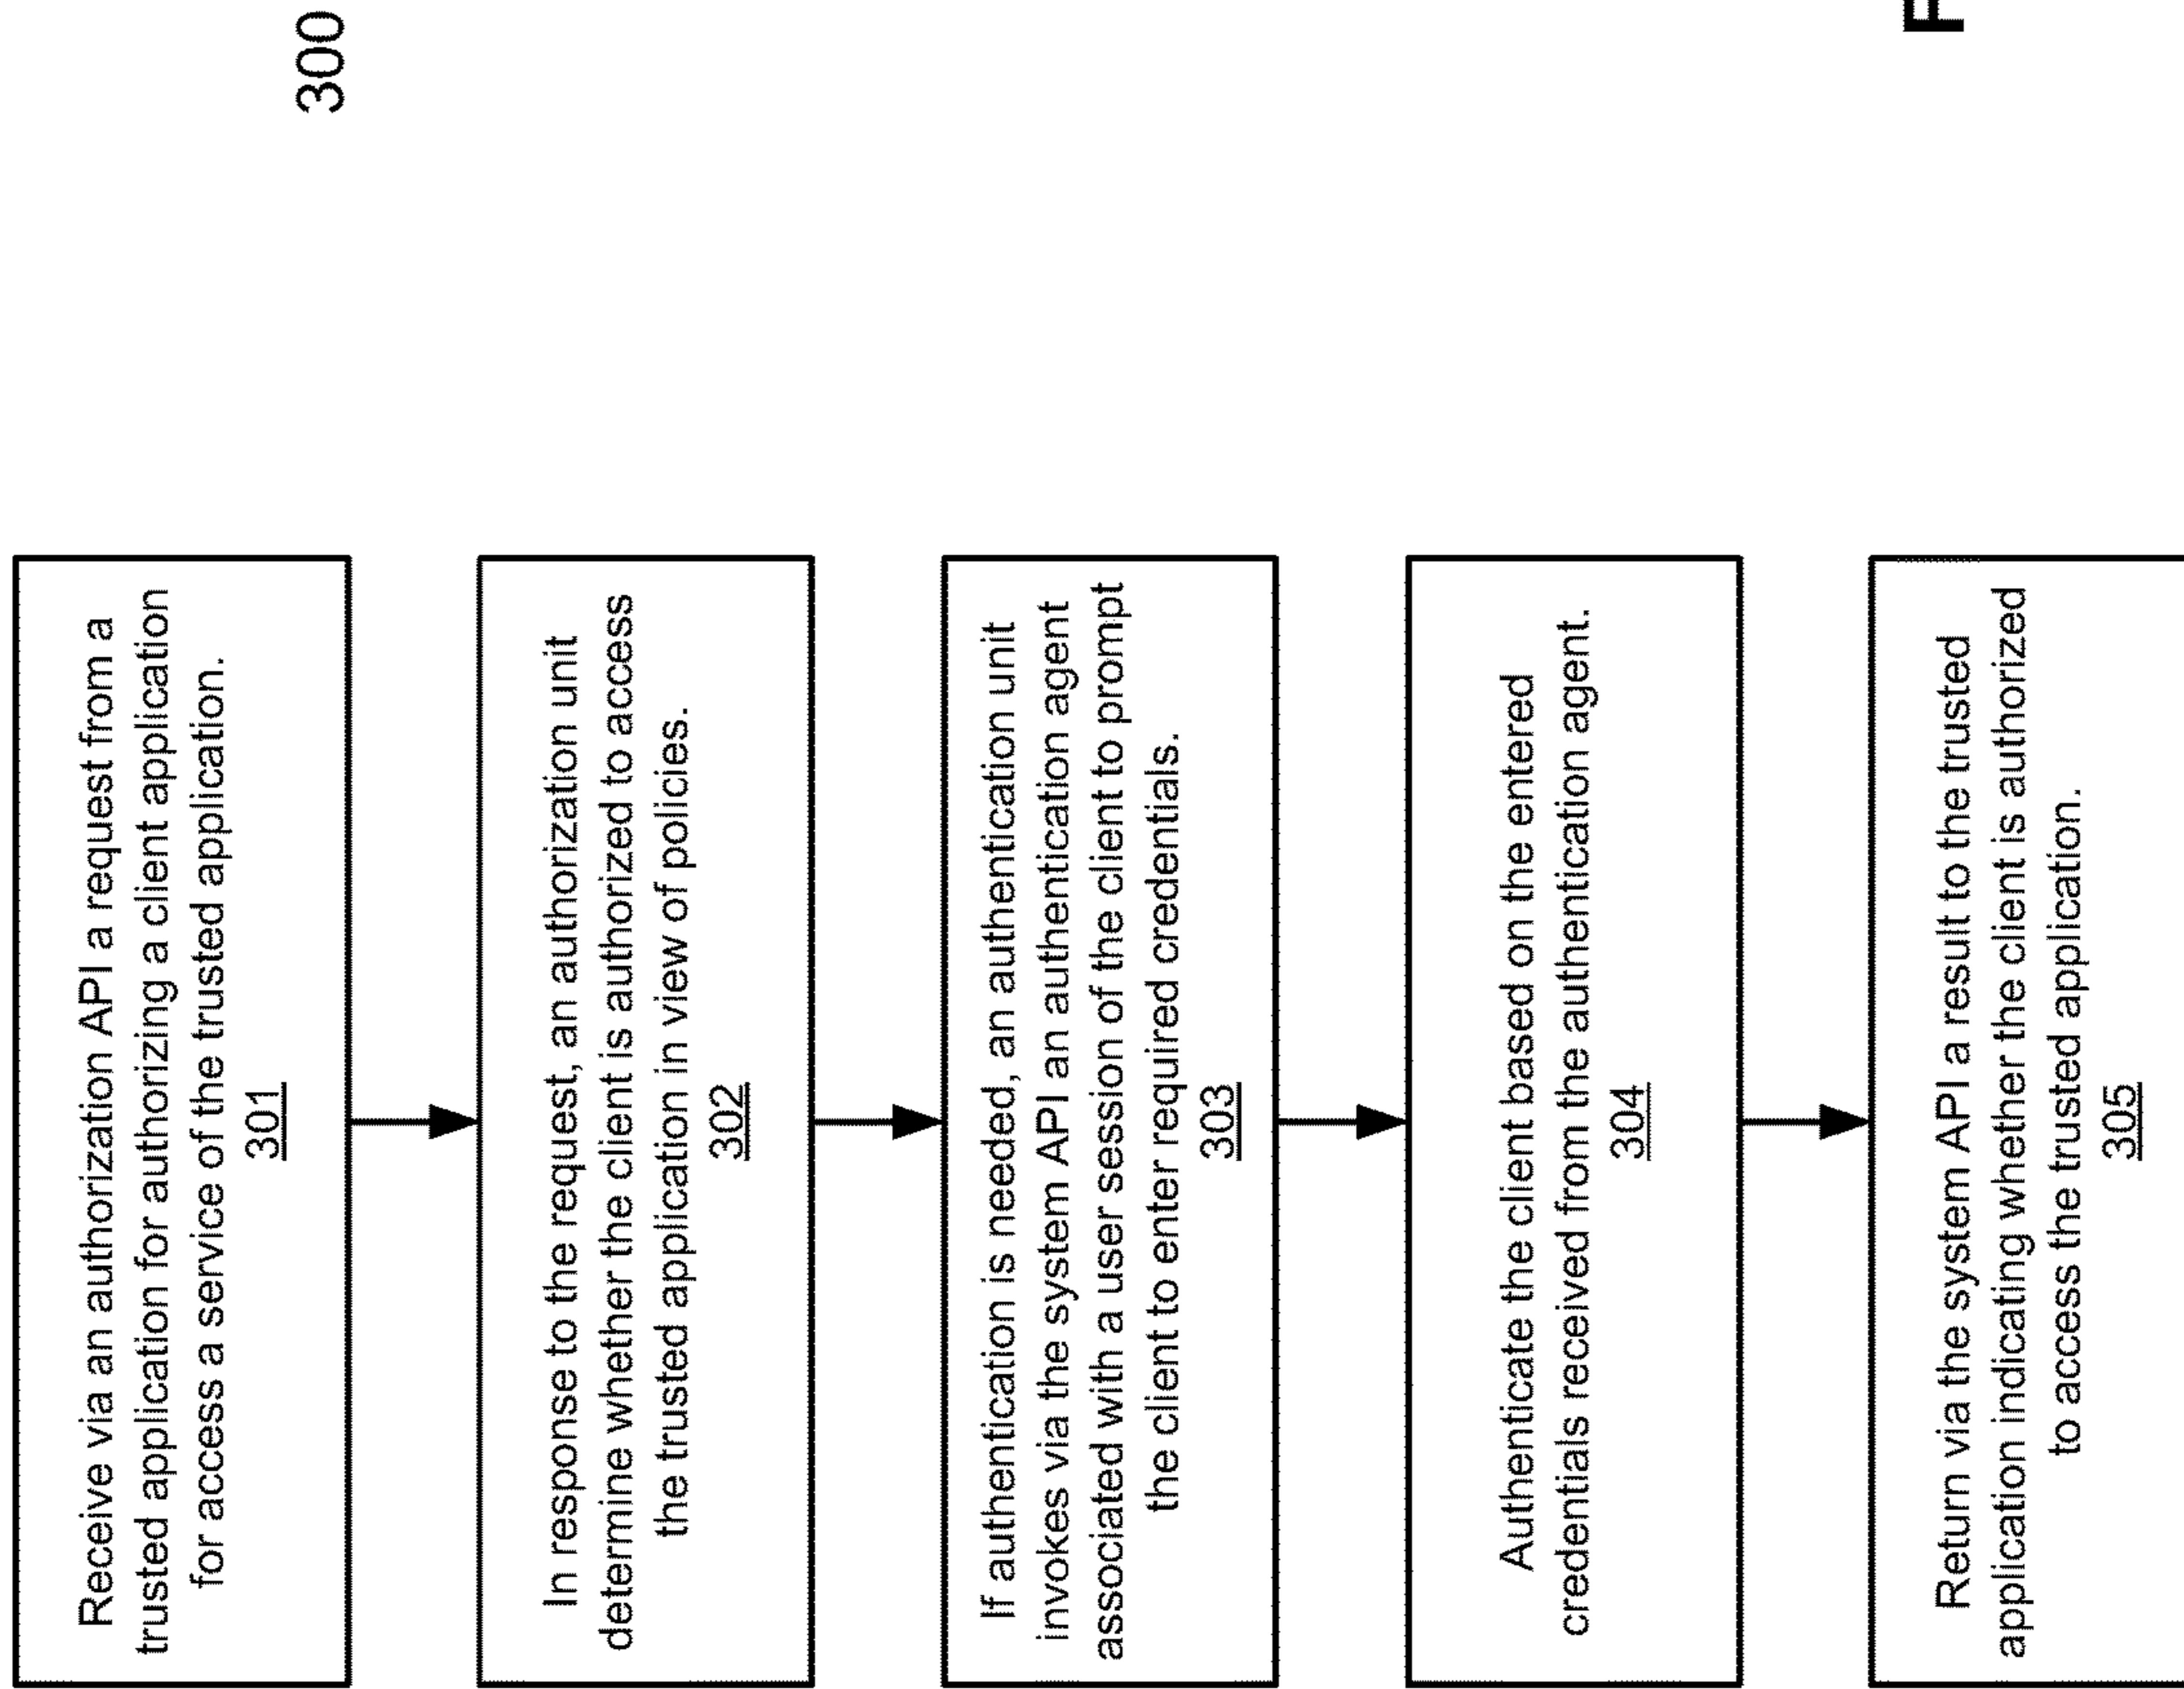 Receive via an authorization API a request from a
trusted application for authorizing a client application
for access a service of the trusted application.
301
In response to the request, an authorization unit
determine whether the client is authorized to access
the trusted application in view of policies.
302
If authentication is needed, an authentication unit
invokes via the system API an authentication agent
associated with a user session of the client to prompt
the client to enter required credentials.
303
Authenticate the client based on the entered
credentials received from the authentication agent.
304
Return via the system API a result to the trusted
application indicating whether the client is authorized
to access the trusted application.
305
300